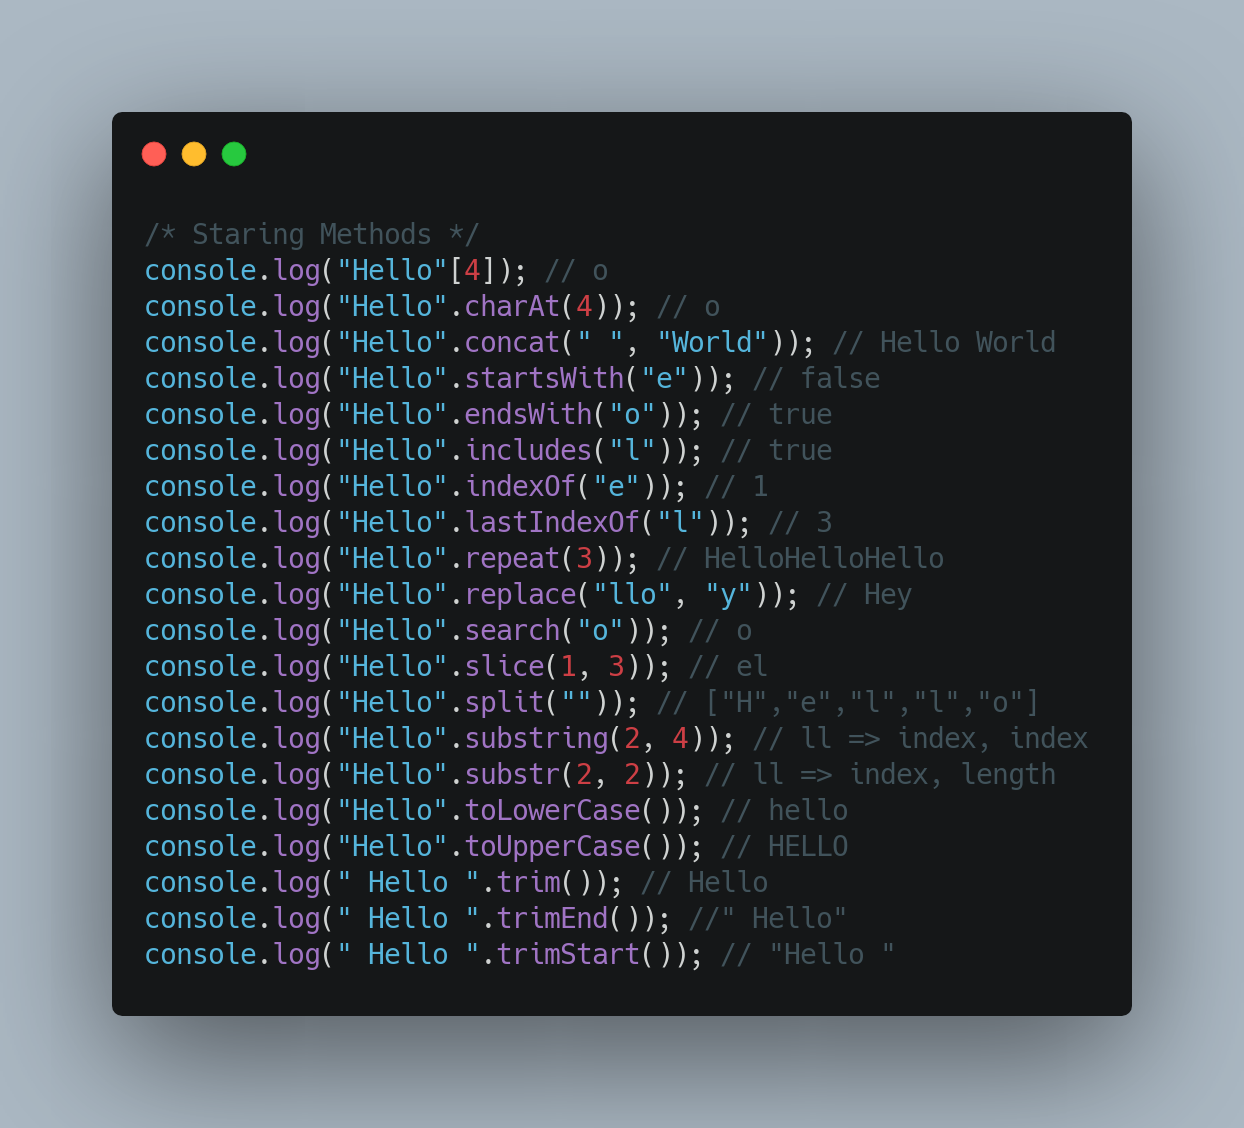 /* Staring Methods */
console.log("Hello"[4]); // o
console.log("Hello".charAt(4)); // o
console.log("Hello".concat(" ", "World")); // Hello World
console.log("Hello".startsWith("e")); // false
console.log("Hello".endsWith("o")); // true
console.log("Hello".includes("l")); // true
console.log("Hello".indexOf("e")); // 1
console.log("Hello".lastIndexOf("l")); // 3
console.log("Hello".repeat(3)); // HelloHelloHello
console.log("Hello".replace("llo", "y")); // Hey
console.log("Hello".search("o")); // o
console.log("Hello".slice(1, 3)); // el
console.log("Hello".split("")); // ["H","e","l","l","o"]
console.log("Hello".substring(2, 4)); // ll => index, index
console.log("Hello".substr(2, 2)); // ll => index, length
console.log("Hello".toLowerCase()); // hello
console.log("Hello".toUpperCase()); // HELLO
console.log(" Hello ".trim()); // Hello
console.log(" Hello ".trimEnd()); //" Hello"
console.log(" Hello ".trimStart()); // "Hello "